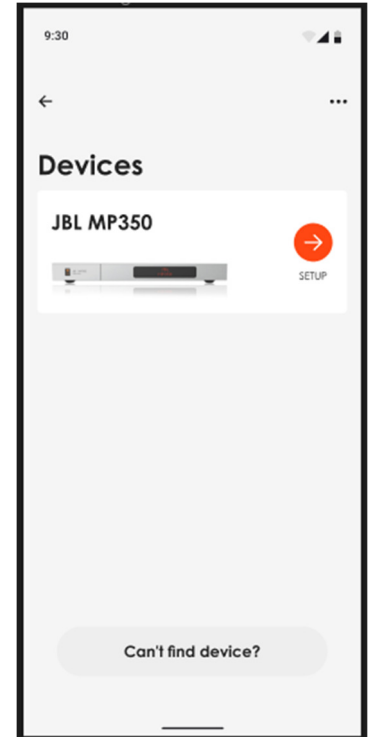 9:30
Devices
JBL MP350
SETUP
Can't find device?